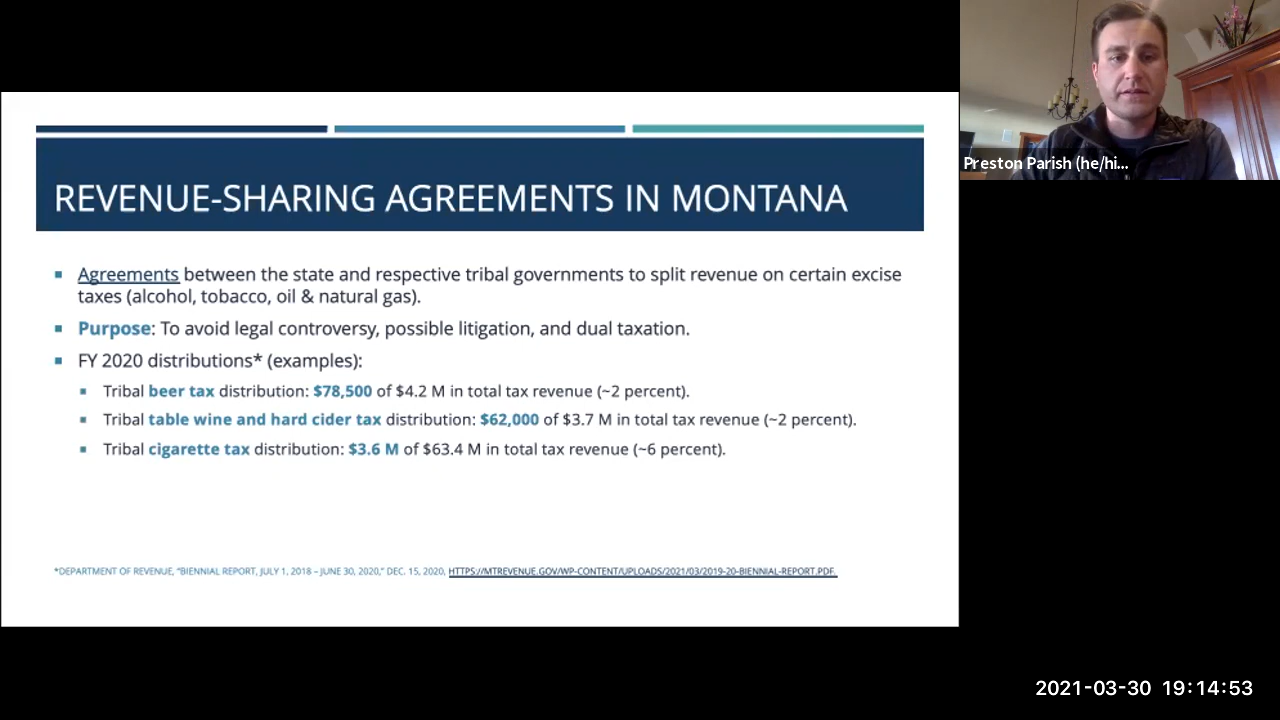 REVENUE-SHARING AGREEMENTS IN MONTANA
Agreements between the state and respective tribal governments to split revenue on certain excise
taxes (alcohol, tobacco, oil & natural gas).
Purpose: To avoid legal controversy, possible litigation, and dual taxation.
FY 2020 distributions* (examples):
Tribal beer tax distribution: $78,500 of $4.2 M in total tax revenue (~2 percent).
Tribal table wine and hard cider tax distribution: $62,000 of $3.7 M in total tax revenue (~2 percent).
Tribal cigarette tax distribution: $3.6 M of $63.4 M in total tax revenue (~6 percent).
*DEPARTMENT OF REVENUE, “BIENNIAL REPORT, JULY 1, 2018 – JUNE 30, 2020,” DEC. 15, 2020, HTTPS://MTREVENUE.GOV/WP-CONTENT/UPLOADS/2021/03/2019-20-BIENNIAL-REPORT.PDF.
Preston Parish (he/hi...
2021-03-30 19:14:53